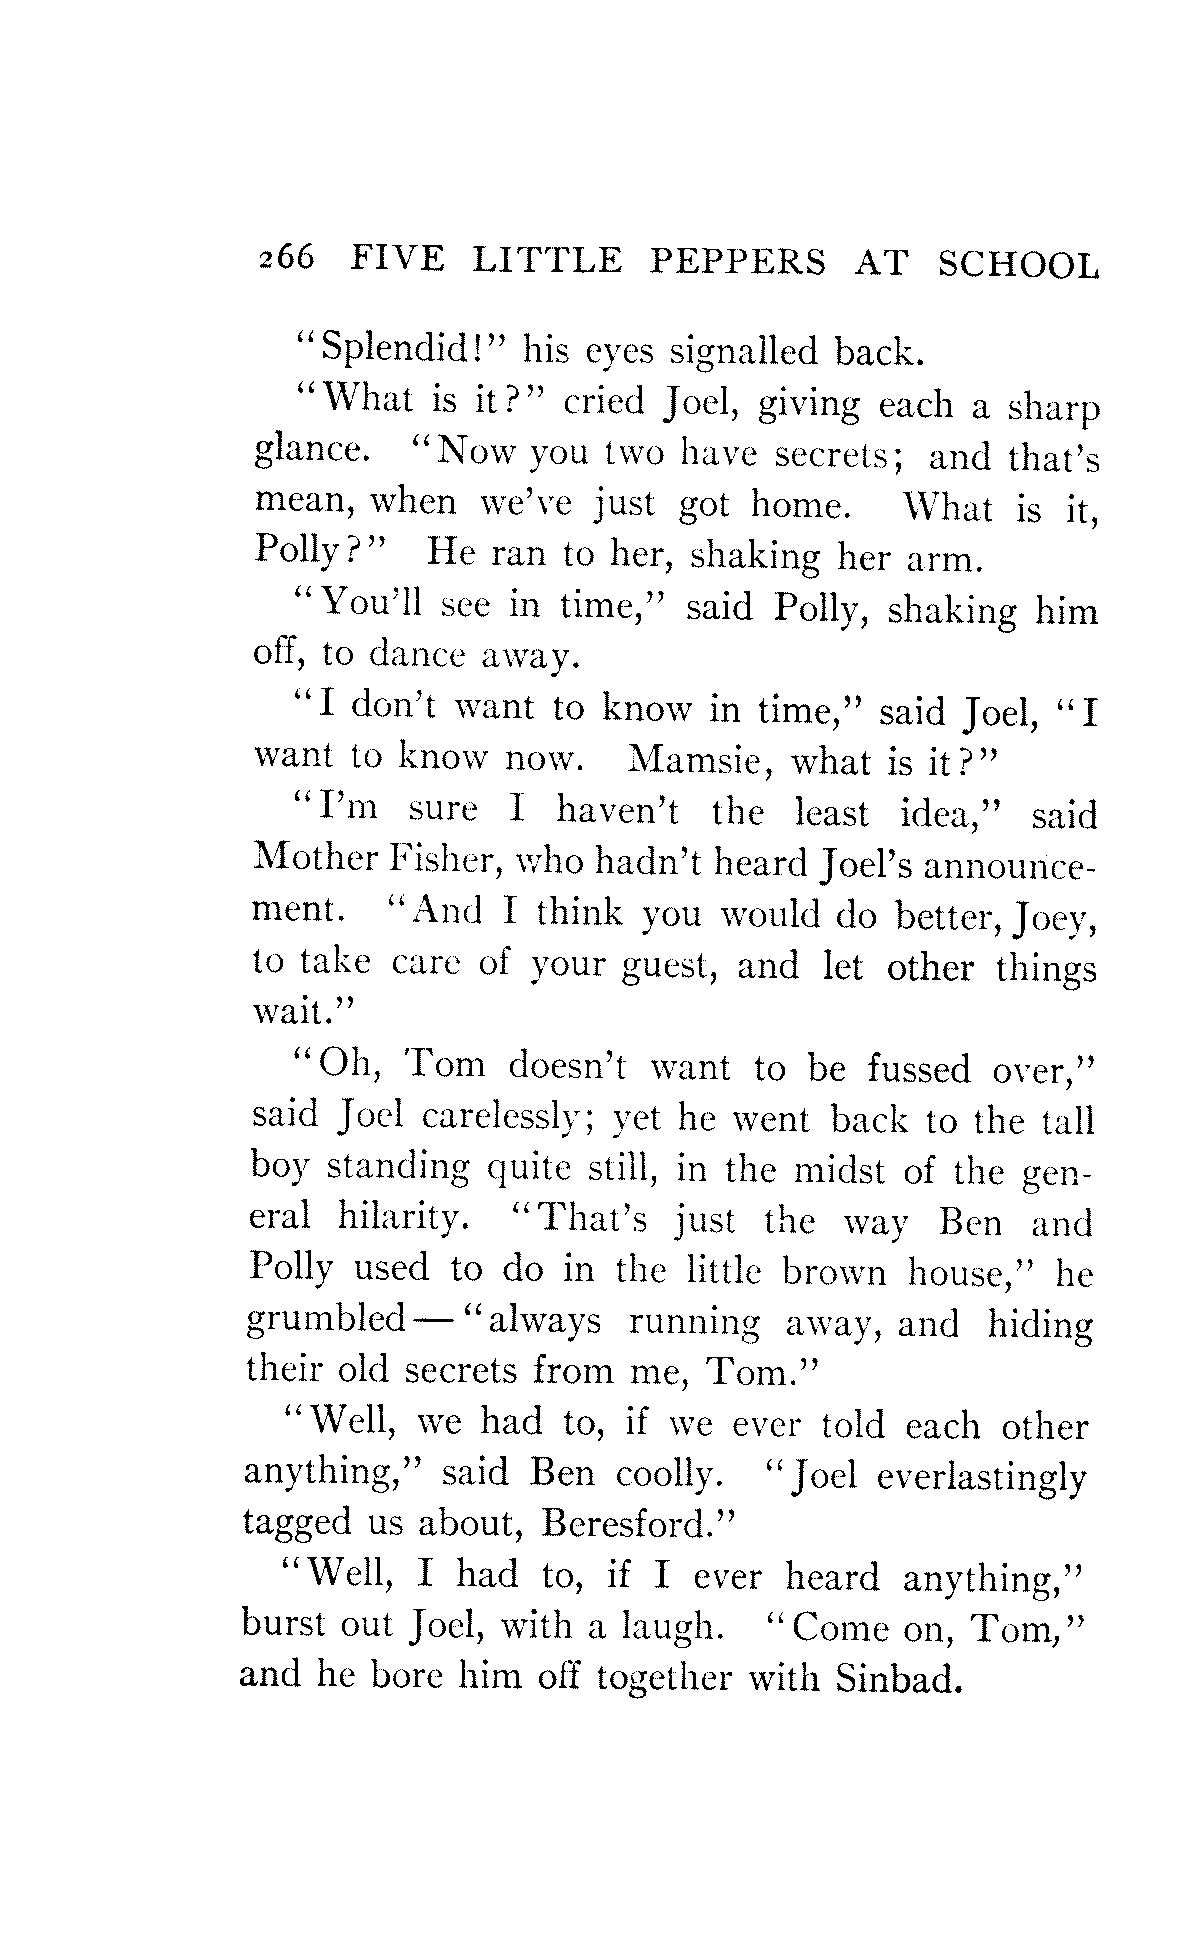 266 FIVE LITTLE PEPPERS AT SCHOOL
"Splendid!" his eyes signalled back.
"What is it?" cried Joel, giving each a sharp
glance. "Now you two have secrets; and that's
mean, when we've just got home. What is it,
Polly?" He ran to her, shaking her arm.
"You'll see in time," said Polly, shaking him
off, to dance away.
"I don't want to know in time," said Joel, "I
want to know now. Mamsie, what is it?"
"I'm sure I haven't the least idea," said
Mother Fisher, who hadn't heard Joel's announce-
ment. "And I think you would do better, Joey,
to take care of your guest, and let other things
wait."
"Oh, Tom doesn't want to be fussed over,"
said Joel carelessly; yet he went back to the tall
boy standing quite still, in the midst of the gen-
eral hilarity. "That's just the way Ben and
Polly used to do in the little brown house," he
grumbled — "always running away, and hiding
their old secrets from me, Tom."
"Well, we had to, if we ever told each other
anything," said Ben coolly. "Joel everlastingly
tagged us about, Beresford."
"Well, I had to, if I ever heard anything,"
burst out Joel, with a laugh. "Come on, Tom,"
and he bore him off together with Sinbad.